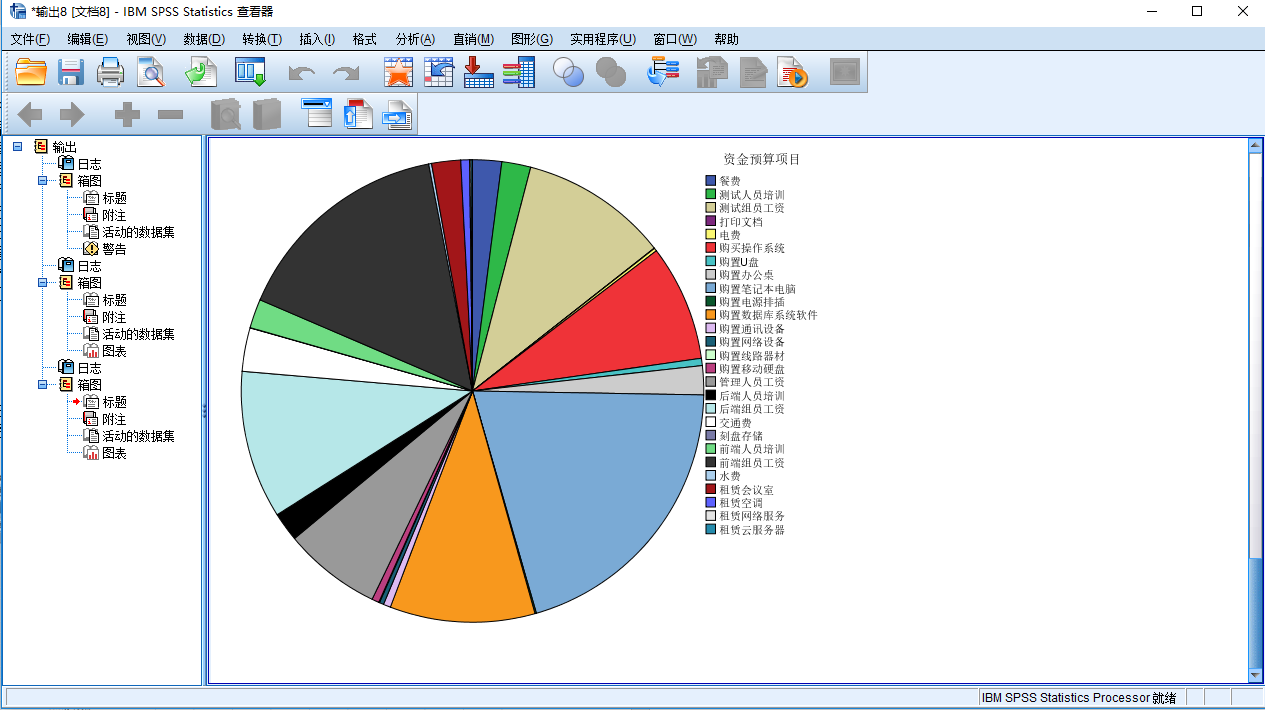 *输出8 [文档8] - IBM SPSS Statistics 查看器
文件(F) 编辑(E) 视图(V) 数据(D) 转换(T) 插入(I) 格式 分析(A) 直销(M) 图形(G) 实用程序(U) 窗口(W) 帮助
输出
日志
箱图
标题
附注
活动的数据集
警告
日志
箱图
标题
附注
活动的数据集
图表
日志
箱图
标题
附注
活动的数据集
图表
资金预算项目
餐费
测试人员培训
测试组员工资
打印文档
电费
购买操作系统
购置U盘
购置办公桌
购置笔记本电脑
购置电源排插
购置数据库系统软件
购置通讯设备
购置网络设备
购置线路器材
购置移动硬盘
管理人员工资
后端人员培训
后端组员工资
交通费
刻盘存储
前端人员培训
前端组员工资
水费
租赁会议室
租赁空调
租赁网络服务
租赁云服务器
IBM SPSS Statistics Processor 就绪